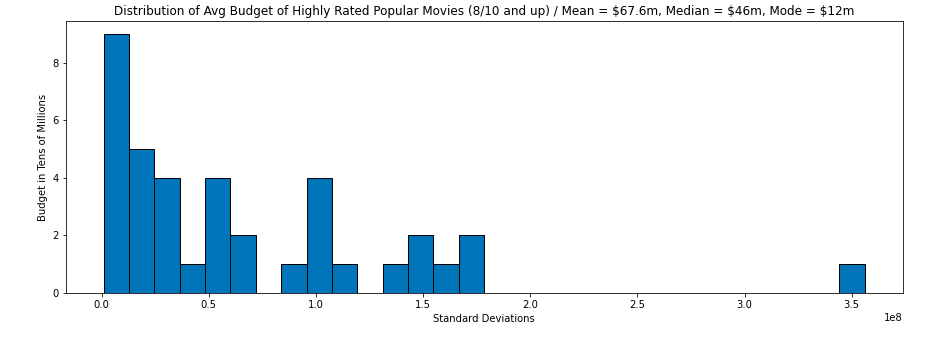 Distribution of Avg Budget of Highly Rated Popular Movies (8/10 and up) / Mean = $67.6m, Median = $46m, Mode = $12m
Budget in Tens of Millions
8
6
4
2
0
0.0 0.5 1.0 1.5 2.0 2.5 3.0 3.5
1e8
Standard Deviations